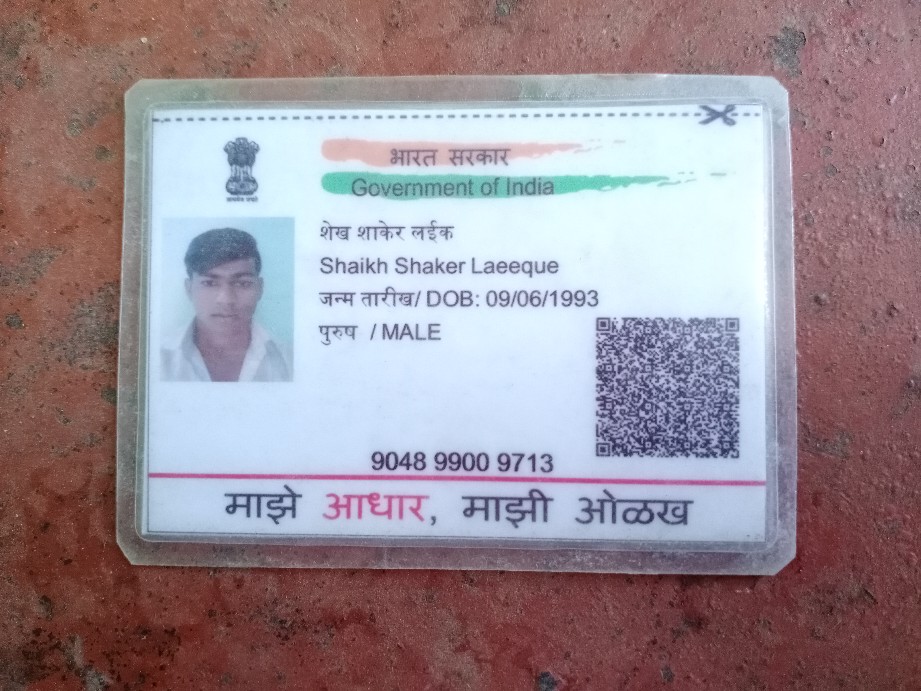 भारत सरकार
Government of India
शेख शाकेर लईक
Shaikh Shaker Laeeque
जन्म तारीख/ DOB: 09/06/1993
पुरुष / MALE
9048 9900 9713
माझे आधार, माझी ओळख